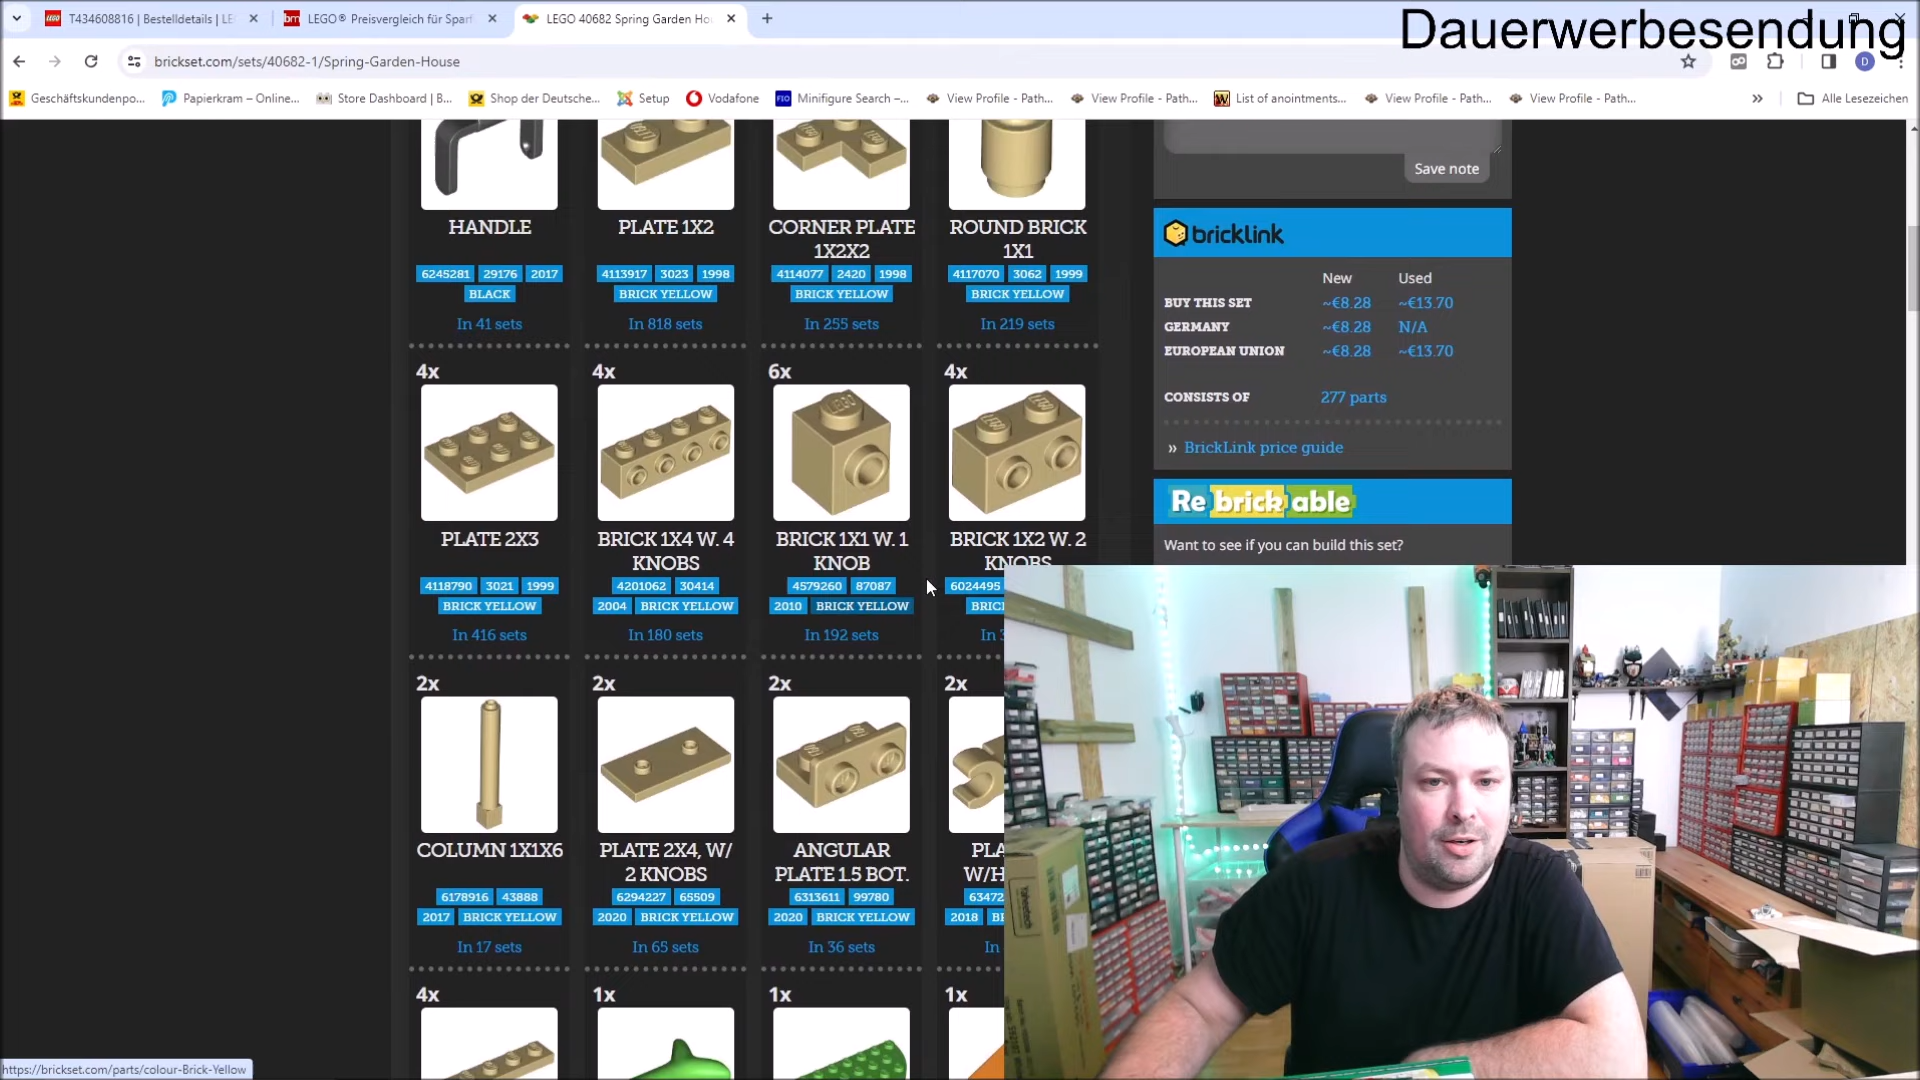 T434608816 | Bestelldetails | LE
LEGO® Preisvergleich für Spar
LEGO 40682 Spring Garden Ho
Dauerwerbesendung
brickset.com/sets/40682-1/Spring-Garden-House
Geschäftskundenpo...
Papierkram – Online...
Store Dashboard | B...
Shop der Deutsche...
Setup
Vodafone
Minifigure Search –...
View Profile - Path...
View Profile - Path...
List of anointments...
View Profile - Path...
View Profile - Path...
Alle Lesezeichen
HANDLE
6245281 29176 2017
BLACK
In 41 sets
PLATE 1X2
4113917 3023 1998
BRICK YELLOW
In 818 sets
CORNER PLATE
1X2X2
4114077 2420 1998
BRICK YELLOW
In 255 sets
ROUND BRICK
1X1
4117070 3062 1999
BRICK YELLOW
In 219 sets
4x
PLATE 2X3
4118790 3021 1999
BRICK YELLOW
In 416 sets
4x
BRICK 1X4 W. 4
KNOBS
4201062 30414
2004 BRICK YELLOW
In 180 sets
6x
BRICK 1X1 W. 1
KNOB
4579260 87087
2010 BRICK YELLOW
In 192 sets
4x
BRICK 1X2 W. 2
KNOBS
6024495
BRIC
In 3
2x
COLUMN 1X1X6
6178916 43888
2017 BRICK YELLOW
In 17 sets
2x
PLATE 2X4, W/
2 KNOBS
6294227 65509
2020 BRICK YELLOW
In 65 sets
2x
ANGULAR
PLATE 1.5 BOT.
6313611 99780
2020 BRICK YELLOW
In 36 sets
2x
PLA
W/H
63472
2018 B
In
4x
1x
1x
1x
Save note
bricklink
New Used
BUY THIS SET ~€8.28 ~€13.70
GERMANY ~€8.28 N/A
EUROPEAN UNION ~€8.28 ~€13.70
CONSISTS OF 277 parts
» BrickLink price guide
Rebrickable
Want to see if you can build this set?
https://brickset.com/parts/colour-Brick-Yellow